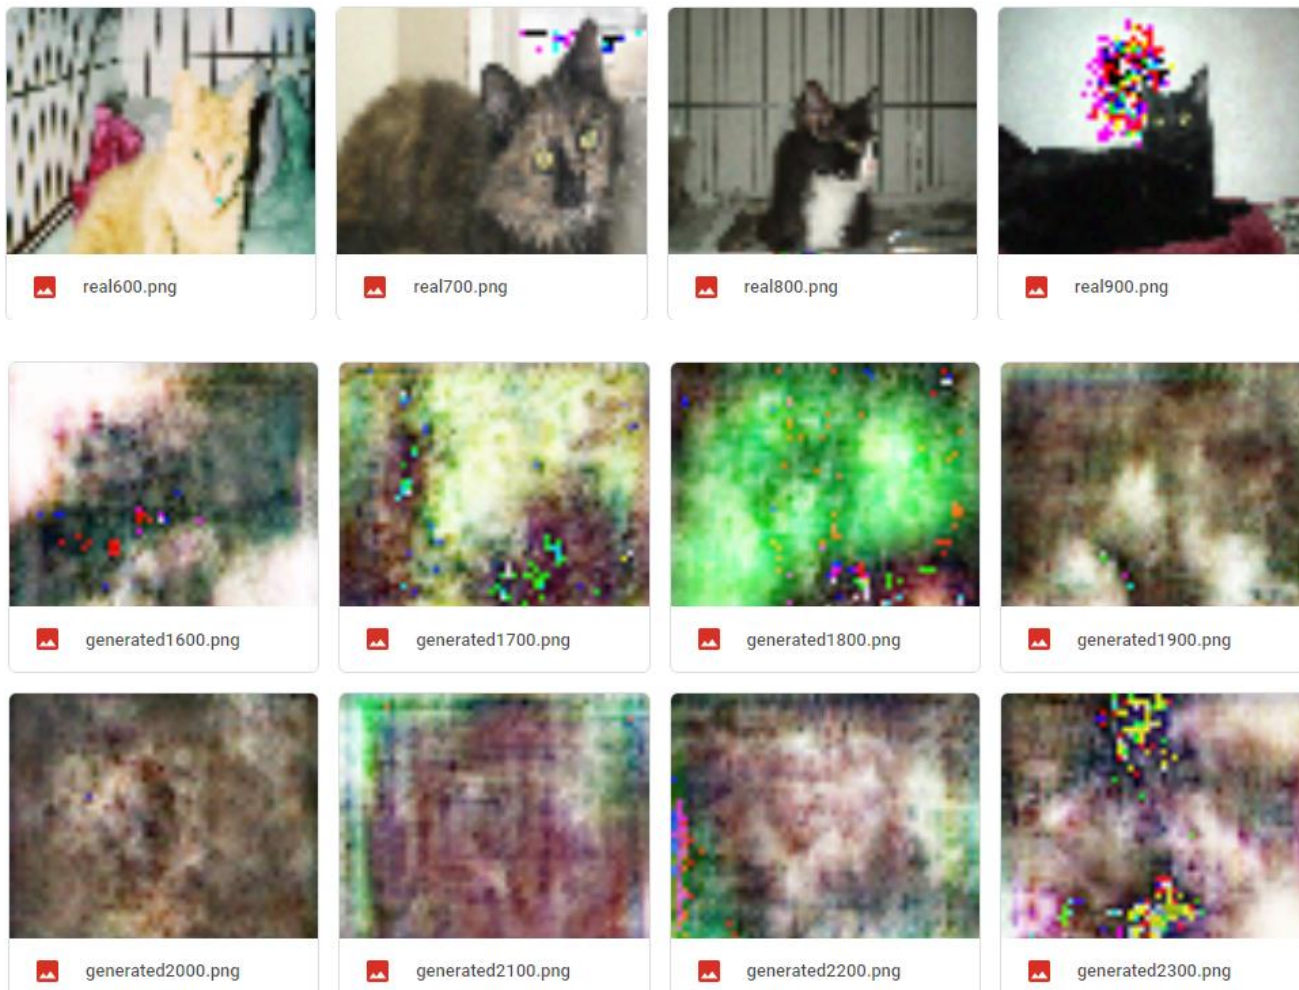 real600.png
real700.png
real800.png
real900.png
generated1600.png
generated1700.png
generated1800.png
generated1900.png
generated2000.png
generated2100.png
generated2200.png
generated2300.png